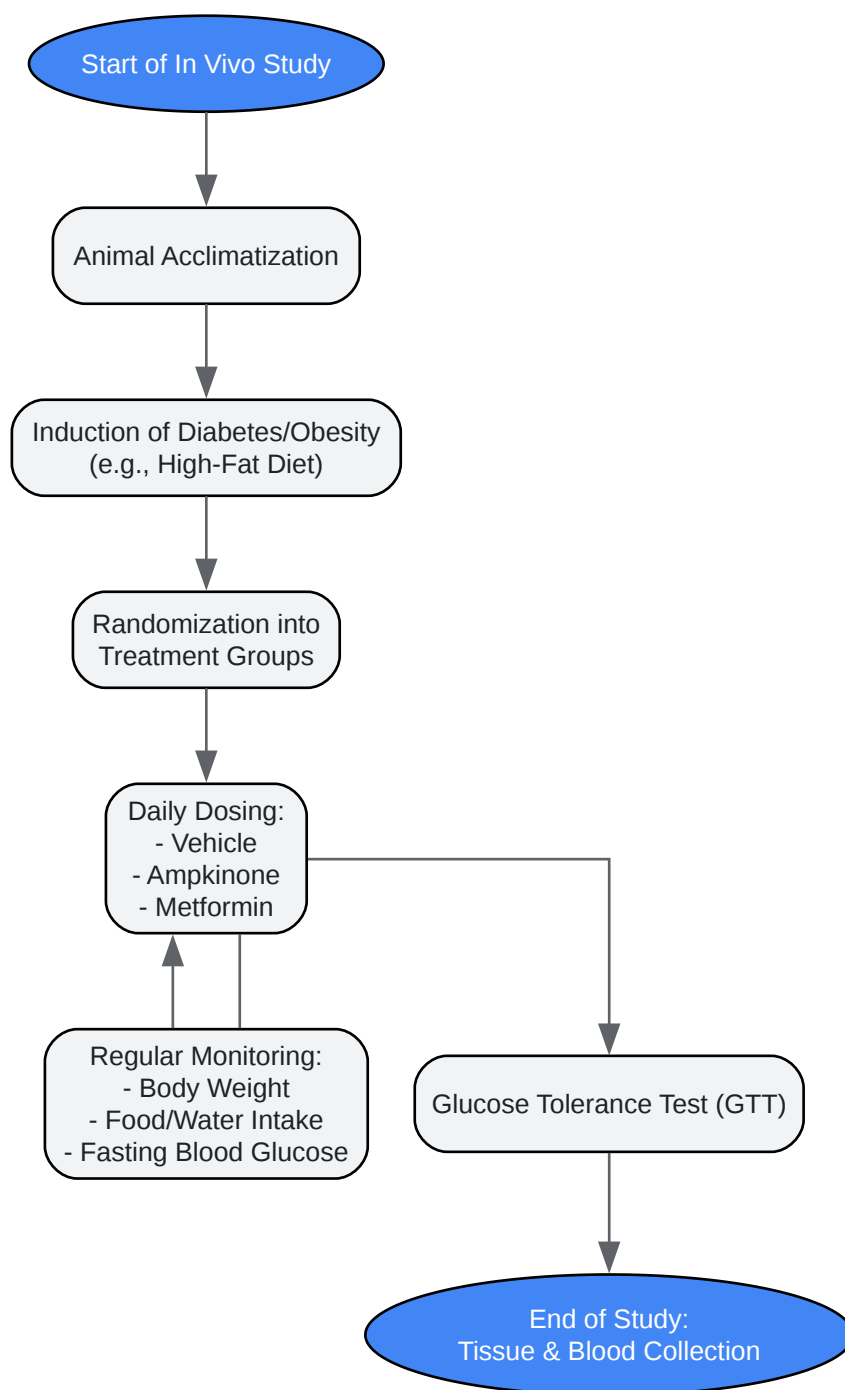 Start of In Vivo Study
Animal Acclimatization
Induction of Diabetes/Obesity
(e.g., High-Fat Diet)
Randomization into
Treatment Groups
Daily Dosing:
- Vehicle
- Ampkinone
- Metformin
Regular Monitoring:
- Body Weight
- Food/Water Intake
- Fasting Blood Glucose
Glucose Tolerance Test (GTT)
End of Study:
Tissue & Blood Collection